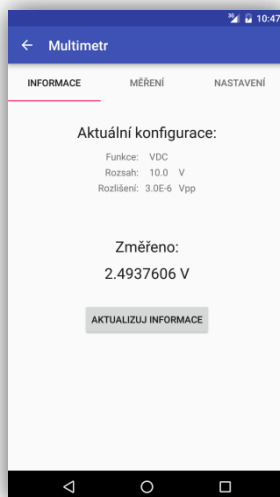 10:47
Multimetr
INFORMACE MĚŘENÍ NASTAVENÍ
Aktuální konfigurace:
Funkce: VDC
Rozsah: 10.0 V
Rozlišení: 3.0E-6 Vpp
Změřeno:
2.4937606 V
AKTUALIZUJ INFORMACE